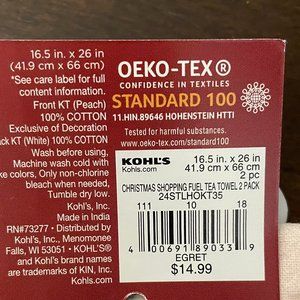 16.5 in. x 26 in
(41.9 cm x 66 cm)
*See care label for full
content information.
Front KT (Peach)
100% COTTON
Exclusive of Decoration
ck KT (White) 100% COTTON
Wash before using.
Machine wash cold with
ke colors, Only non-chlorine
bleach when needed,
Tumble dry low.
Kohl's, Inc.
Made in India
RN#73277 • Distributed by
Kohl's, Inc., Menomonee
Falls, WI 53051 • KOHL'S®
and Kohl's brand names
are trademarks of KIN, Inc.
Kohl's, Inc.
OEKO-TEX®
CONFIDENCE IN TEXTILES
STANDARD 100
11.HIN.89646 HOHENSTEIN HTTI
Tested for harmful substances.
www.oeko-tex.com/standard100
KOHL'S
16.5 in. x 26 in
41.9 cm x 66 cm
2 pc
CHRISTMAS SHOPPING FUEL TEA TOWEL 2 PACK
24STLHOKT35
111 10 18
4 00691 89033 9
EGRET
$14.99